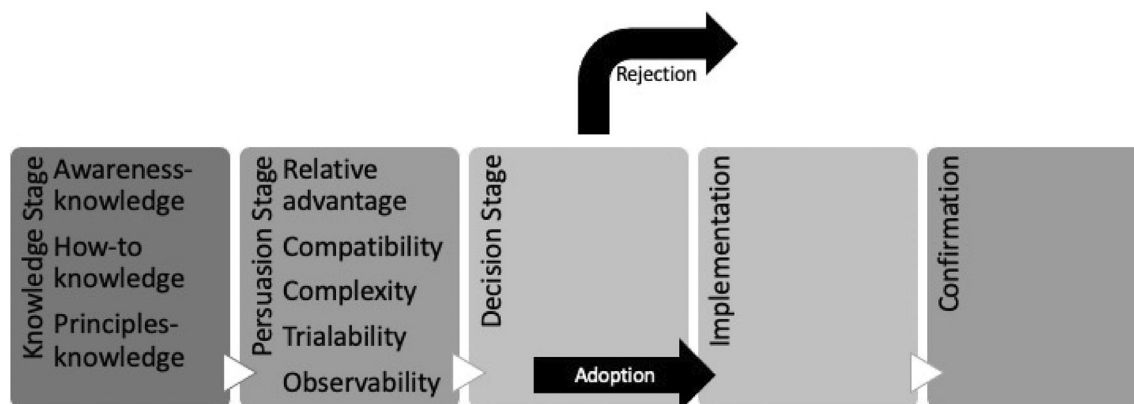 Rejection
Knowledge Stage
Awareness-
knowledge
How-to
knowledge
Principles-
knowledge
Persuasion Stage
Relative
advantage
Compatibility
Complexity
Trialability
Observability
Decision Stage
Adoption
Implementation
Confirmation